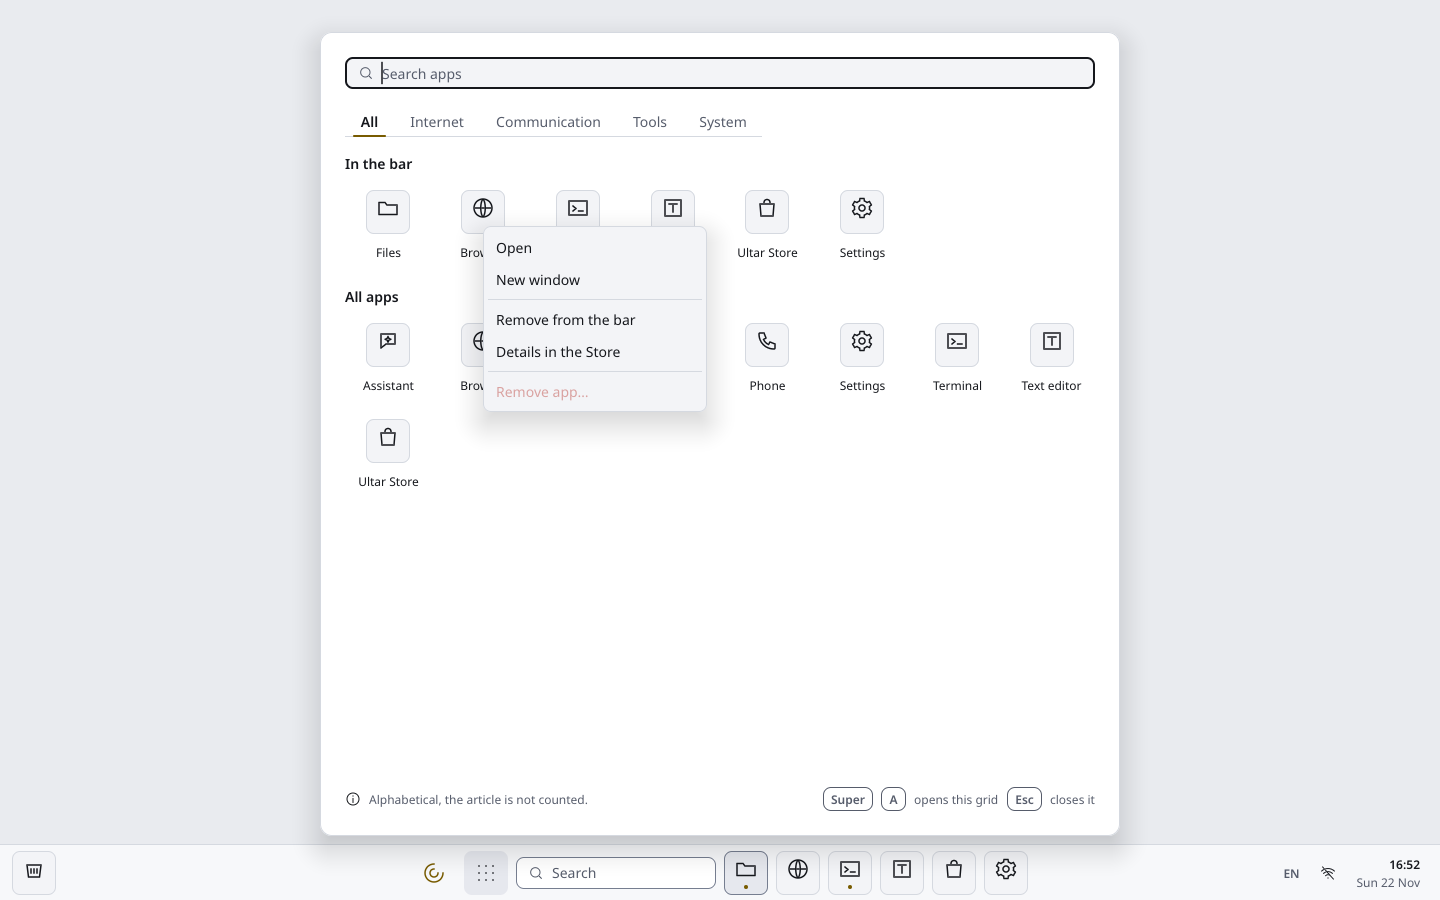 Search apps
All Internet Communication Tools System
In the bar
Files
Ultar Store Settings
Open
New window
Remove from the bar
Details in the Store
Remove app...
All apps
Assistant
Phone Settings Terminal Text editor
Ultar Store
Alphabetical, the article is not counted.
Super A opens this grid Esc closes it
Search
EN
16:52
Sun 22 Nov